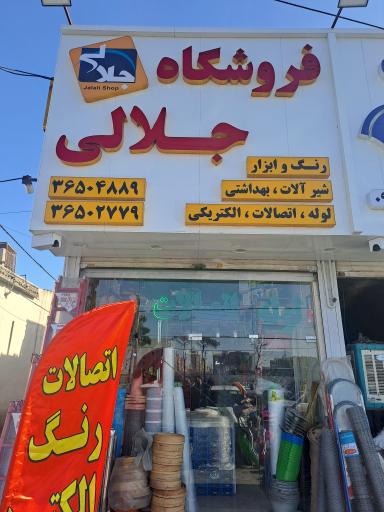 فروشگاه
جلالی
جلالی
Jalali Shop
رنگ و ابزار
شیر آلات ، بهداشتی
لوله ، اتصالات ، الکتریکی
۳۶۵۰۴۸۸۹
۳۶۵۰۲۷۷۹
اتصالات
رنگ